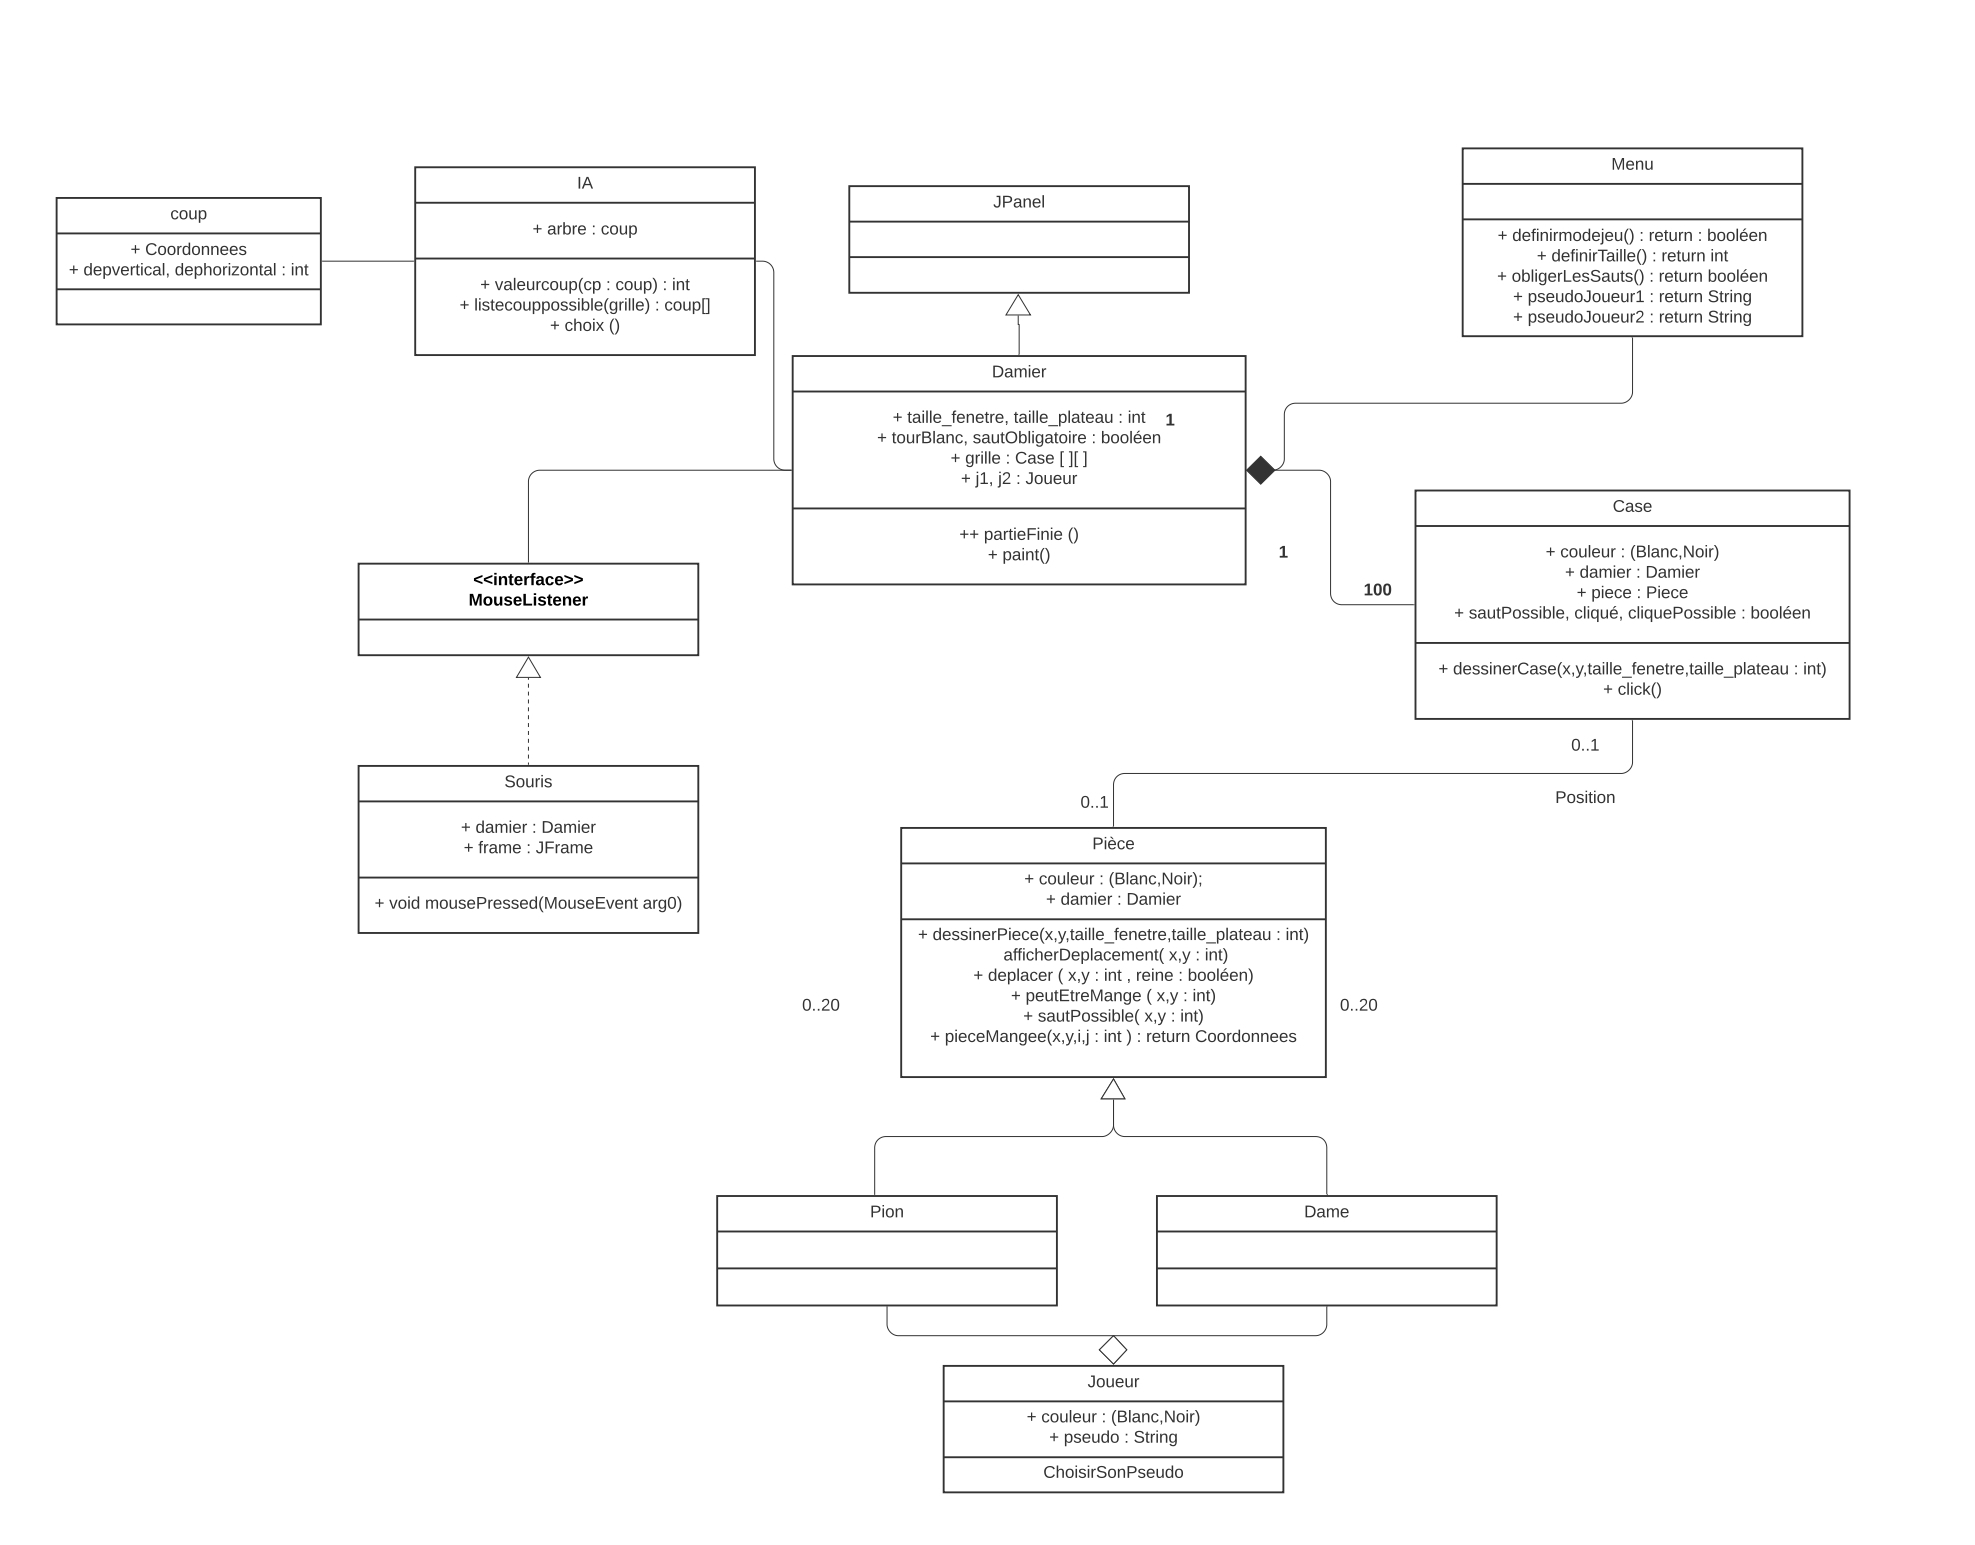 coup
+ Coordonnees
+ depvertical, dephorizontal : int
IA
+ arbre : coup
+ valeurcoup(cp : coup) : int
+ listecouppossible(grille) : coup[]
+ choix ()
JPanel
Menu
+ definirmodejeu() : return : booléen
+ definirTaille() : return int
+ obligerLesSauts() : return booléen
+ pseudoJoueur1 : return String
+ pseudoJoueur2 : return String
Damier
+ taille_fenetre, taille_plateau : int
1
+ tourBlanc, sautObligatoire : booléen
+ grille : Case [ ][ ]
+ j1, j2 : Joueur
++ partieFinie ()
+ paint()
1
100
Case
+ couleur : (Blanc,Noir)
+ damier : Damier
+ piece : Piece
+ sautPossible, cliqué, cliquePossible : booléen
+ dessinerCase(x,y,taille_fenetre,taille_plateau : int)
+ click()
<<interface>>
MouseListener
Souris
+ damier : Damier
+ frame : JFrame
+ void mousePressed(MouseEvent arg0)
0..1
Position
0..1
Pièce
+ couleur : (Blanc,Noir);
+ damier : Damier
+ dessinerPiece(x,y,taille_fenetre,taille_plateau : int)
afficherDeplacement( x,y : int)
+ deplacer ( x,y : int , reine : booléen)
+ peutEtreMange ( x,y : int)
+ sautPossible( x,y : int)
+ pieceMangee(x,y,i,j : int ) : return Coordonnees
0..20
0..20
Pion
Dame
Joueur
+ couleur : (Blanc,Noir)
+ pseudo : String
ChoisirSonPseudo